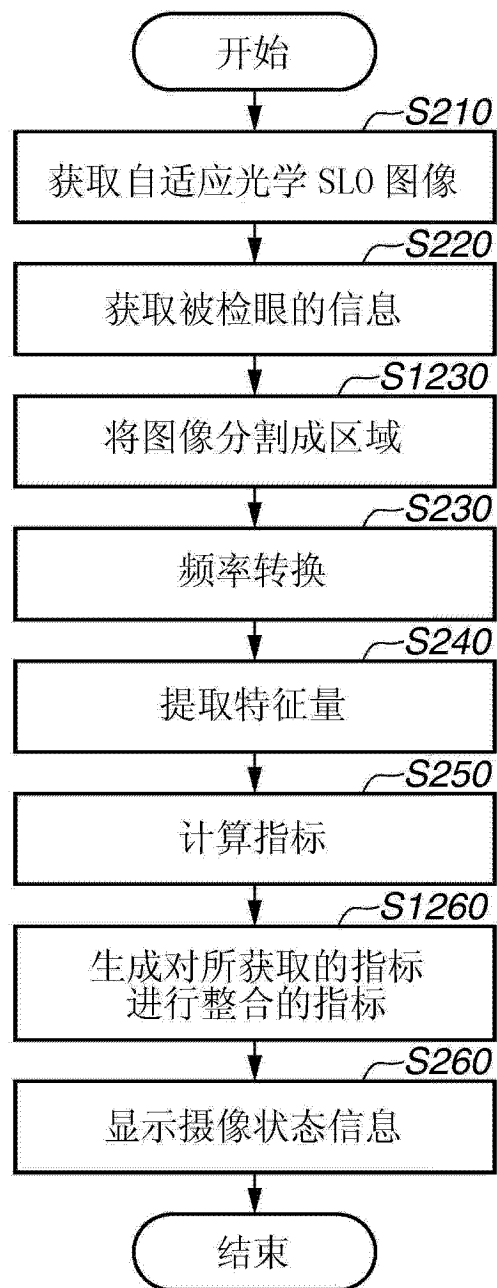 开始
S210
获取自适应光学 SLO 图像
S220
获取被检眼的信息
S1230
将图像分割成区域
S230
频率转换
S240
提取特征量
S250
计算指标
S1260
生成对所获取的指标
进行整合的指标
S260
显示摄像状态信息
结束